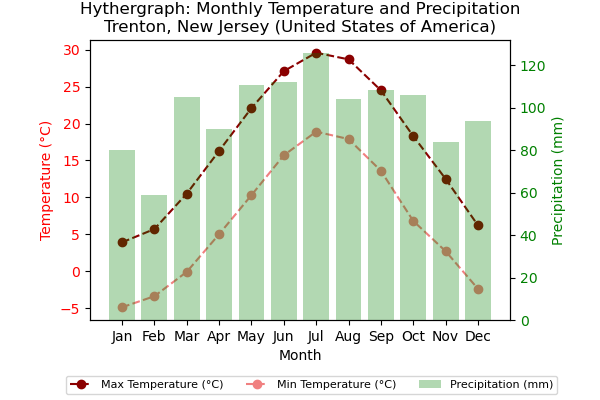 Hythergraph: Monthly Temperature and Precipitation
Trenton, New Jersey (United States of America)
Temperature (°C)
30
25
20
15
10
5
0
−5
120
100
80
60
40
20
0
Precipitation (mm)
Jan Feb Mar Apr May Jun Jul Aug Sep Oct Nov Dec
Month
Max Temperature (°C) Min Temperature (°C) Precipitation (mm)